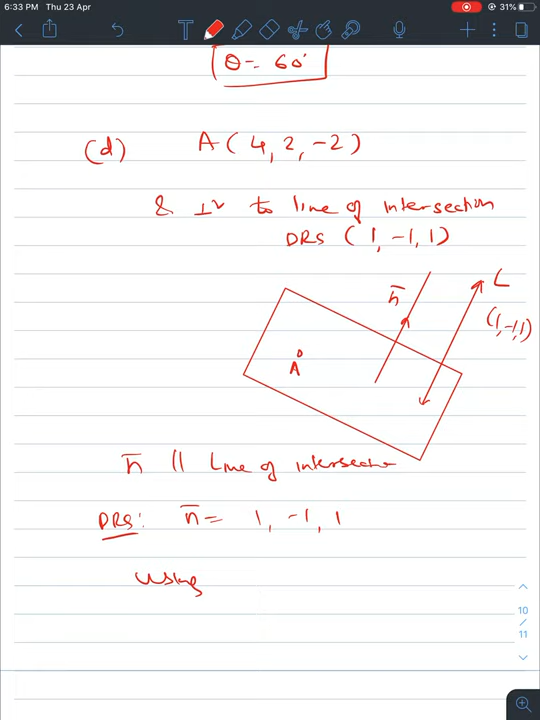 6:33 PM Thu 23 Apr 31%
θ = 60°
(d) A ( 4, 2, -2 )
& ⊥r to line of intersection
DRS ( 1, -1, 1 )
n̅ L
(1, -1, 1)
A
n̅ || Line of intersectio
DRS: n̅ = 1, -1, 1
Using
10
/
11